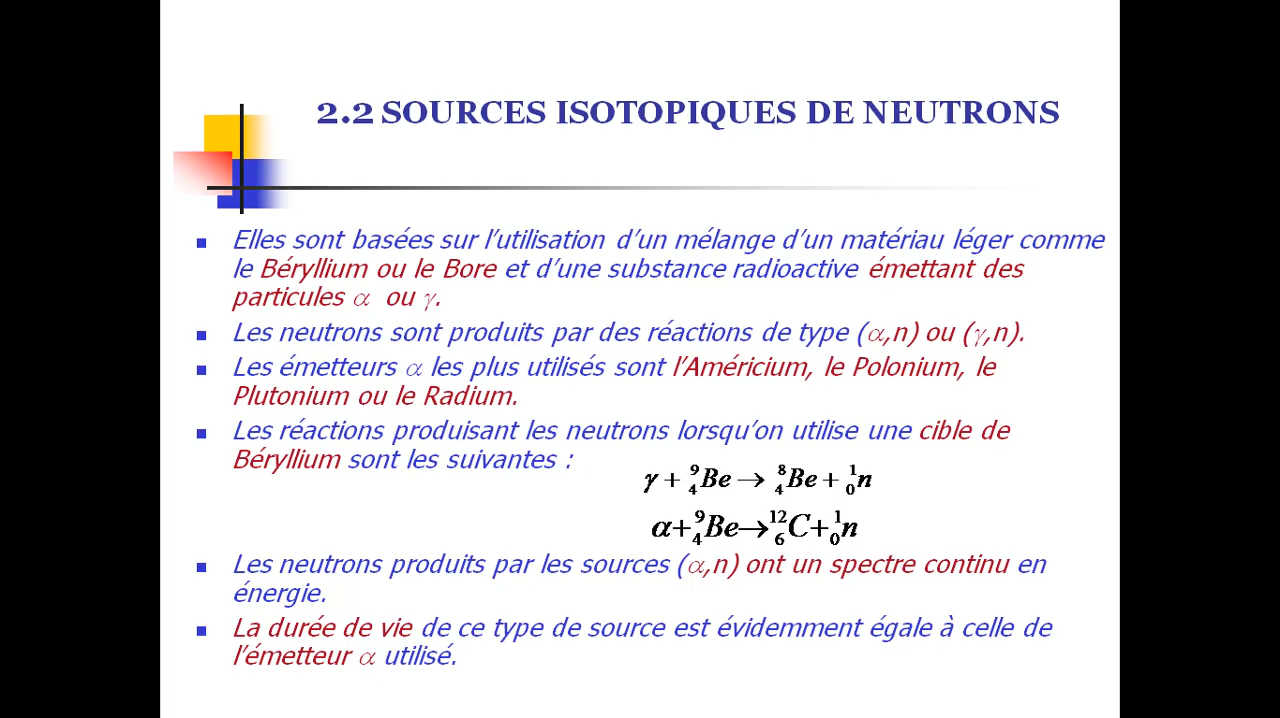 2.2 SOURCES ISOTOPIQUES DE NEUTRONS
Elles sont basées sur l'utilisation d'un mélange d'un matériau léger comme
le Béryllium ou le Bore et d'une substance radioactive émettant des
particules α ou γ.
Les neutrons sont produits par des réactions de type (α,n) ou (γ,n).
Les émetteurs α les plus utilisés sont l'Américium, le Polonium, le
Plutonium ou le Radium.
Les réactions produisant les neutrons lorsqu'on utilise une cible de
Béryllium sont les suivantes :
γ + ⁹₄Be → ⁸₄Be + ¹₀n
α + ⁹₄Be → ¹²₆C + ¹₀n
Les neutrons produits par les sources (α,n) ont un spectre continu en
énergie.
La durée de vie de ce type de source est évidemment égale à celle de
l'émetteur α utilisé.